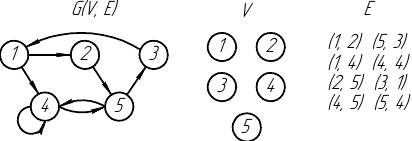 G(V, E) V E
1 2 3 1 2 (1, 2) (5, 3)
(1, 4) (4, 4)
4 5 3 4 (2, 5) (3, 1)
(4, 5) (5, 4)
5